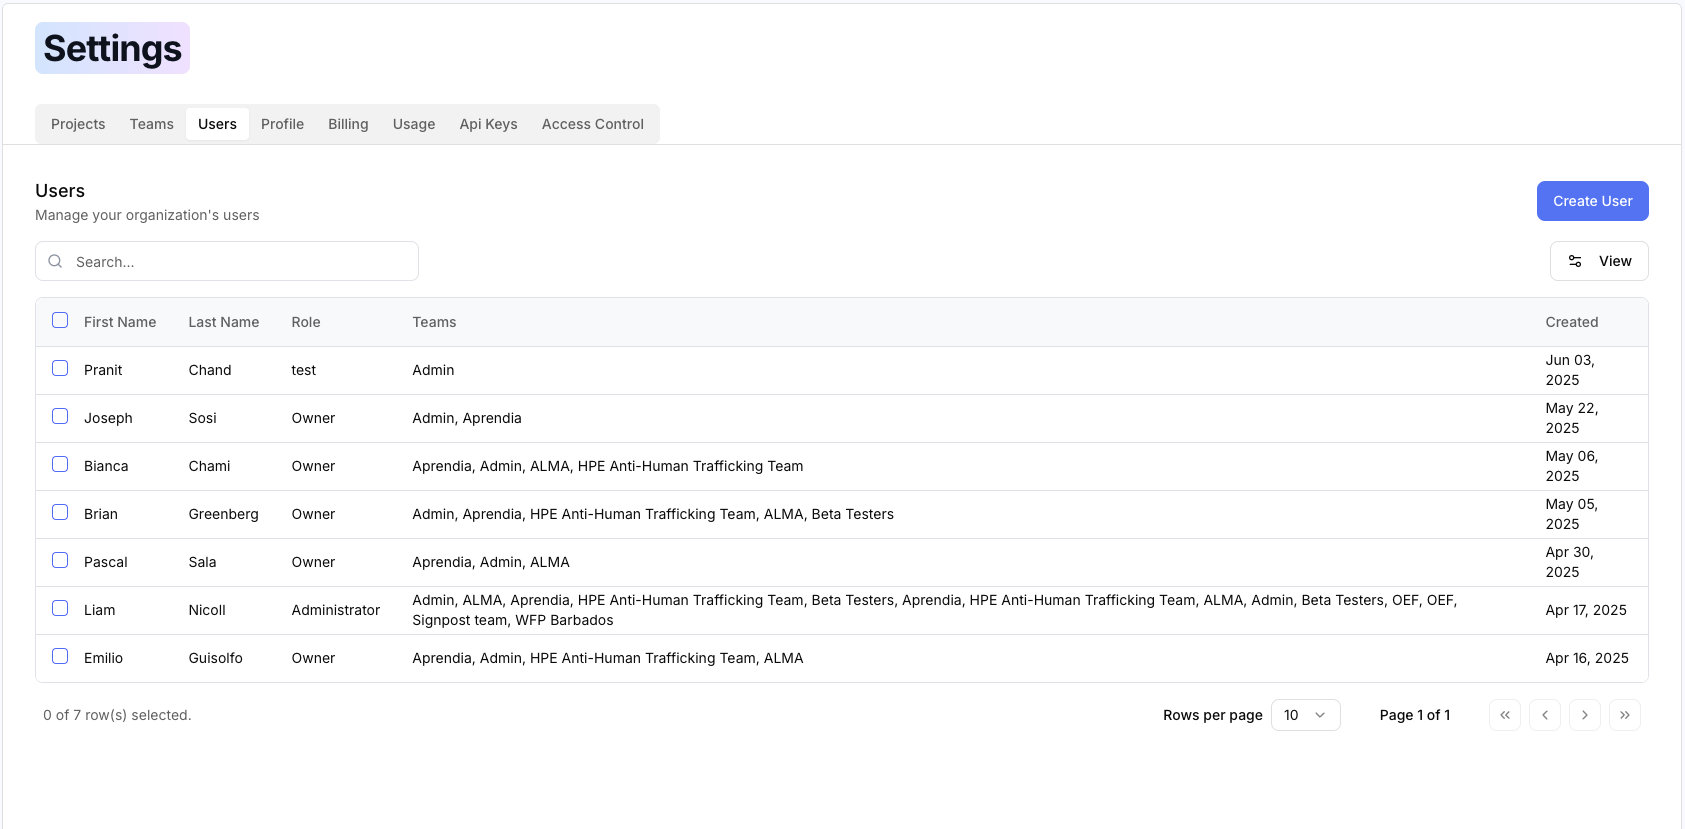 Settings
Projects Teams Users Profile Billing Usage Api Keys Access Control
Users
Manage your organization's users
Create User
Search...
View
First Name Last Name Role Teams Created
Pranit Chand test Admin Jun 03, 2025
Joseph Sosi Owner Admin, Aprendia May 22, 2025
Bianca Chami Owner Aprendia, Admin, ALMA, HPE Anti-Human Trafficking Team May 06, 2025
Brian Greenberg Owner Admin, Aprendia, HPE Anti-Human Trafficking Team, ALMA, Beta Testers May 05, 2025
Pascal Sala Owner Aprendia, Admin, ALMA Apr 30, 2025
Liam Nicoll Administrator Admin, ALMA, Aprendia, HPE Anti-Human Trafficking Team, Beta Testers, Aprendia, HPE Anti-Human Trafficking Team, ALMA, Admin, Beta Testers, OEF, OEF, Signpost team, WFP Barbados Apr 17, 2025
Emilio Guisolfo Owner Aprendia, Admin, HPE Anti-Human Trafficking Team, ALMA Apr 16, 2025
0 of 7 row(s) selected. Rows per page 10 Page 1 of 1